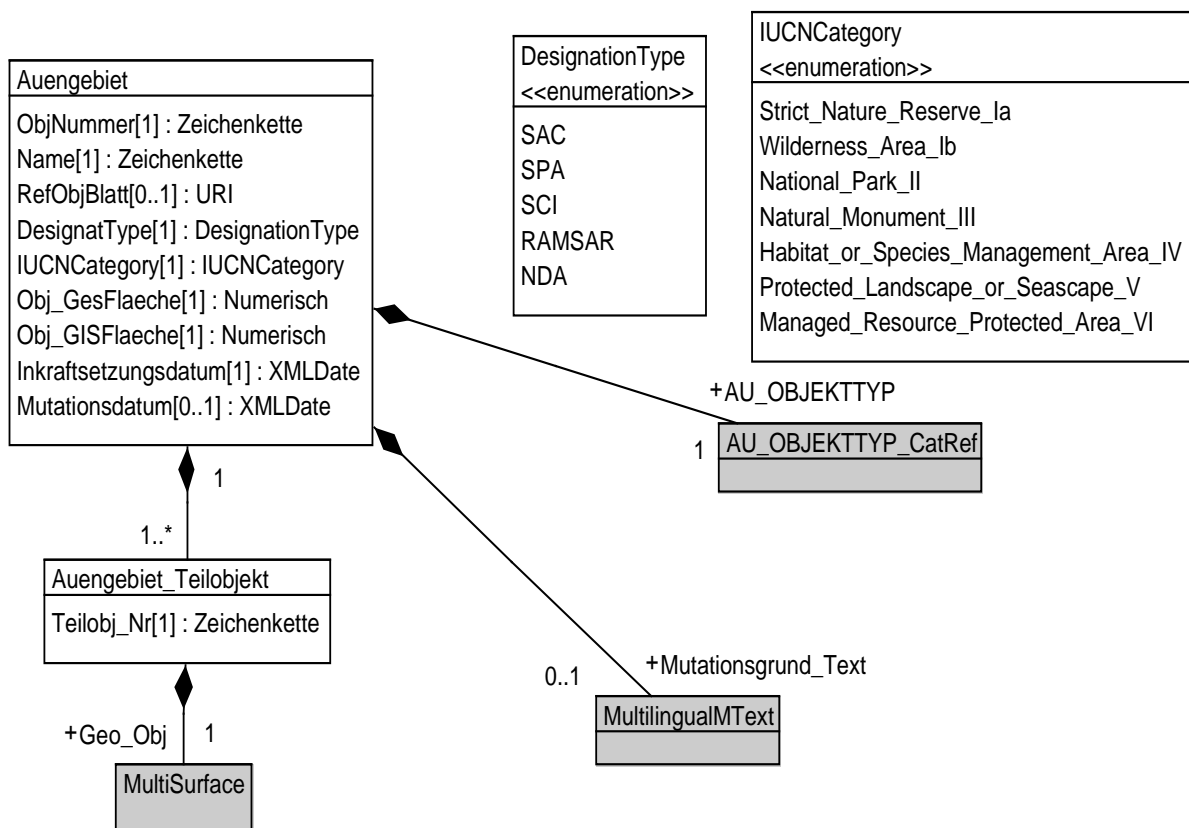 Auengebiet
ObjNummer[1] : Zeichenkette
Name[1] : Zeichenkette
RefObjBlatt[0..1] : URI
DesignatType[1] : DesignationType
IUCNCategory[1] : IUCNCategory
Obj_GesFlaeche[1] : Numerisch
Obj_GISFlaeche[1] : Numerisch
Inkraftsetzungsdatum[1] : XMLDate
Mutationsdatum[0..1] : XMLDate
DesignationType
<<enumeration>>
SAC
SPA
SCI
RAMSAR
NDA
IUCNCategory
<<enumeration>>
Strict_Nature_Reserve_Ia
Wilderness_Area_Ib
National_Park_II
Natural_Monument_III
Habitat_or_Species_Management_Area_IV
Protected_Landscape_or_Seascape_V
Managed_Resource_Protected_Area_VI
+AU_OBJEKTTYP
1
AU_OBJEKTTYP_CatRef
1
1..*
Auengebiet_Teilobjekt
Teilobj_Nr[1] : Zeichenkette
+Mutationsgrund_Text
0..1
MultilingualMText
+Geo_Obj
1
MultiSurface